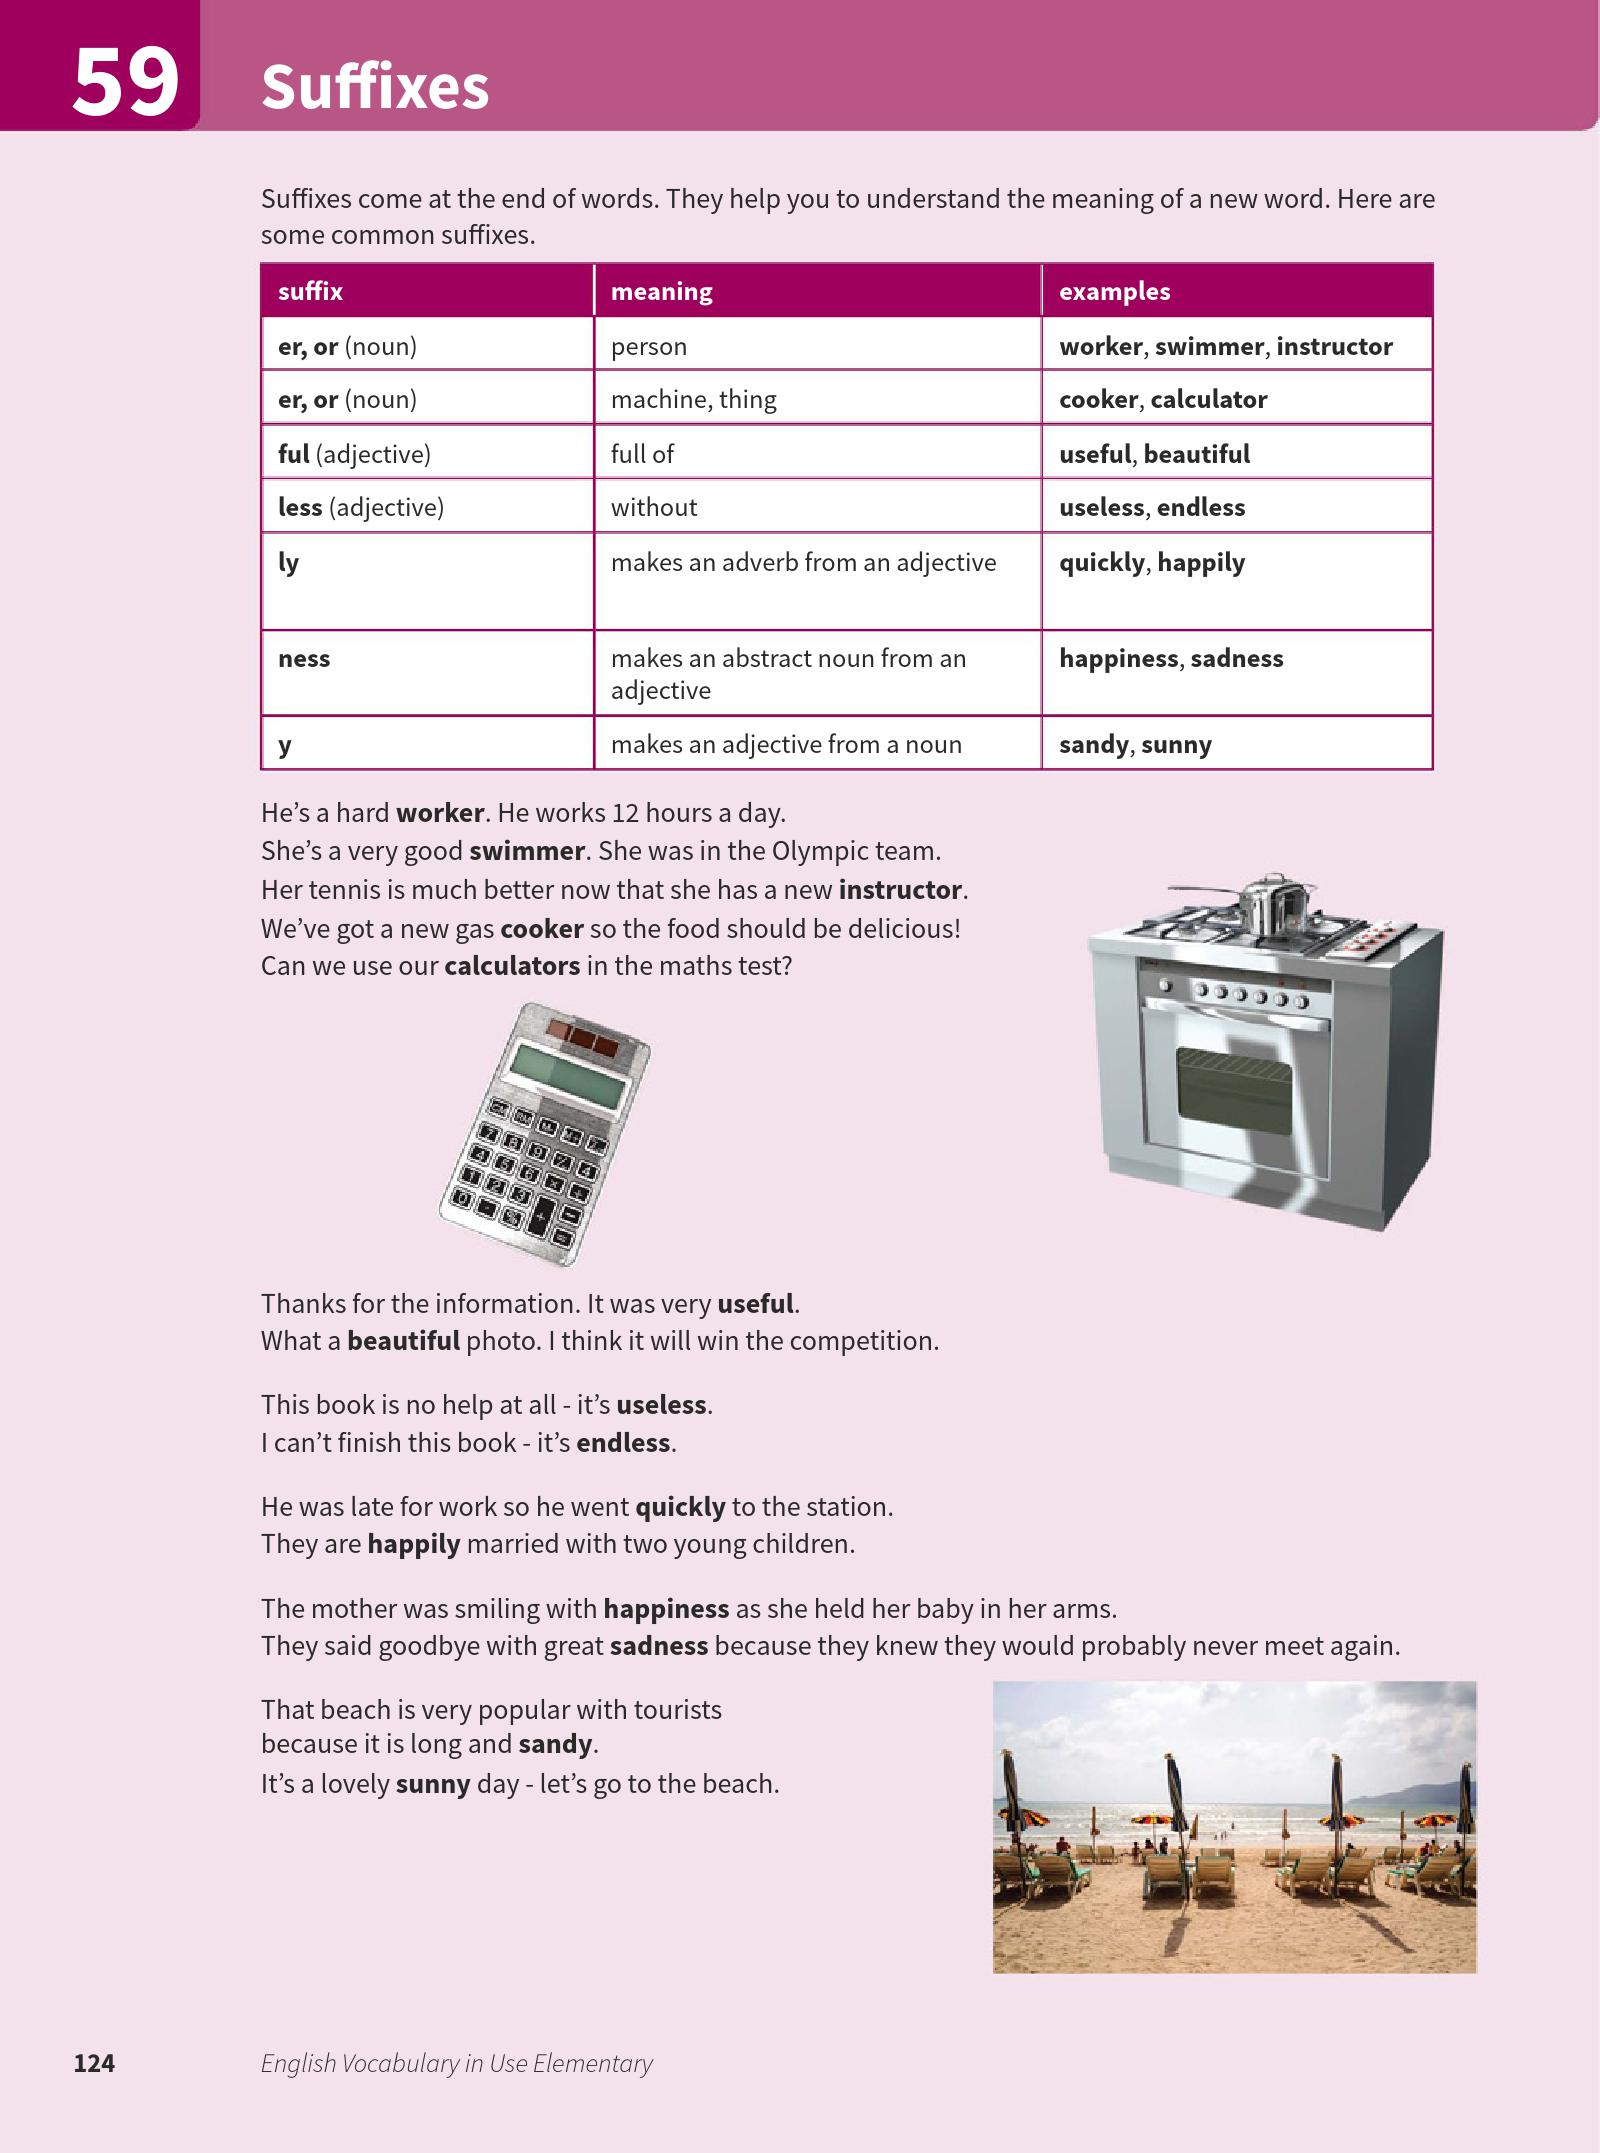 59
Suffixes
Suffixes come at the end of words. They help you to understand the meaning of a new word. Here are
some common suffixes.
suffix meaning examples
er, or (noun) person worker, swimmer, instructor
er, or (noun) machine, thing cooker, calculator
ful (adjective) full of useful, beautiful
less (adjective) without useless, endless
ly makes an adverb from an adjective quickly, happily
ness makes an abstract noun from an happiness, sadness
adjective
y makes an adjective from a noun sandy, sunny
He’s a hard worker. He works 12 hours a day.
She’s a very good swimmer. She was in the Olympic team.
Her tennis is much better now that she has a new instructor.
We’ve got a new gas cooker so the food should be delicious!
Can we use our calculators in the maths test?
Thanks for the information. It was very useful.
What a beautiful photo. I think it will win the competition.
This book is no help at all - it’s useless.
I can’t finish this book - it’s endless.
He was late for work so he went quickly to the station.
They are happily married with two young children.
The mother was smiling with happiness as she held her baby in her arms.
They said goodbye with great sadness because they knew they would probably never meet again.
That beach is very popular with tourists
because it is long and sandy.
It’s a lovely sunny day - let’s go to the beach.
124
English Vocabulary in Use Elementary